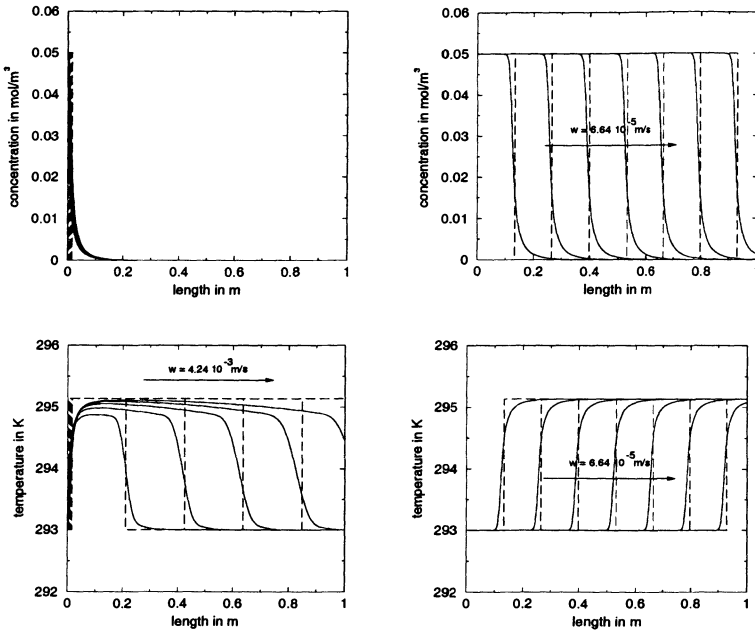 0.06
0.05
0.04
0.03
0.02
0.01
0
concentration in mol/m³
0 0.2 0.4 0.6 0.8 1
length in m
0.06
0.05
0.04
0.03
0.02
0.01
0
concentration in mol/m³
w = 6.64 10⁻⁵ m/s
0 0.2 0.4 0.6 0.8 1
length in m
296
295
294
293
292
temperature in K
w = 4.24 10⁻³ m/s
0 0.2 0.4 0.6 0.8 1
length in m
296
295
294
293
292
temperature in K
w = 6.64 10⁻⁵ m/s
0 0.2 0.4 0.6 0.8 1
length in m